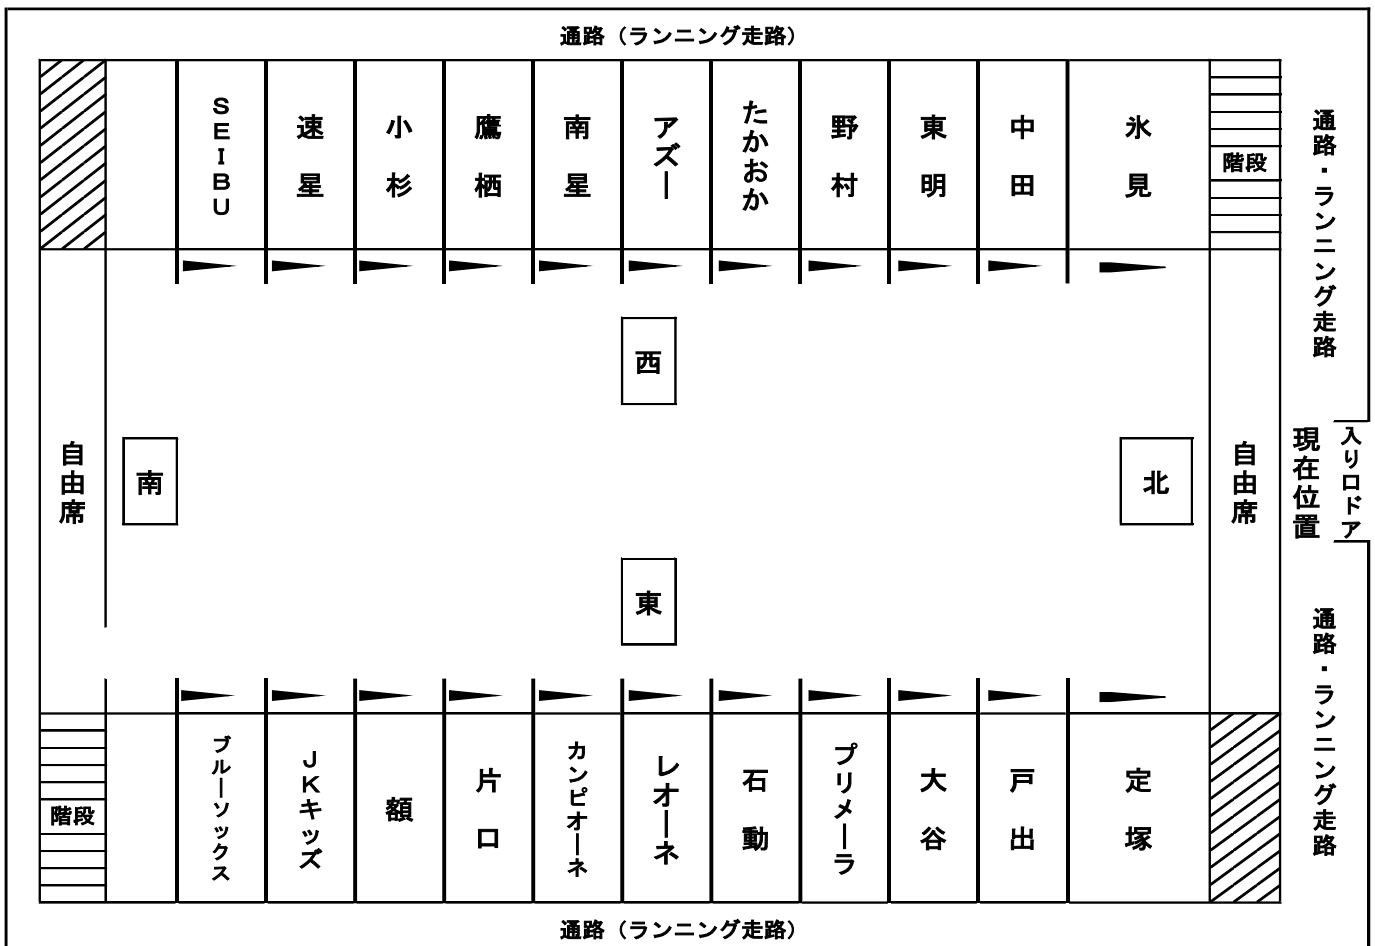 通路（ランニング走路）
ＳＥＩＢＵ
速星
小杉
鷹栖
南星
アズー
たかおか
野村
東明
中田
氷見
階段
通路・ランニング走路
西
自由席
南
北
自由席
現在位置
入り口ドア
東
通路・ランニング走路
階段
ブルーソックス
ＪＫキッズ
額
片口
カンピオーネ
レオーネ
石動
プリメーラ
大谷
戸出
定塚
通路（ランニング走路）